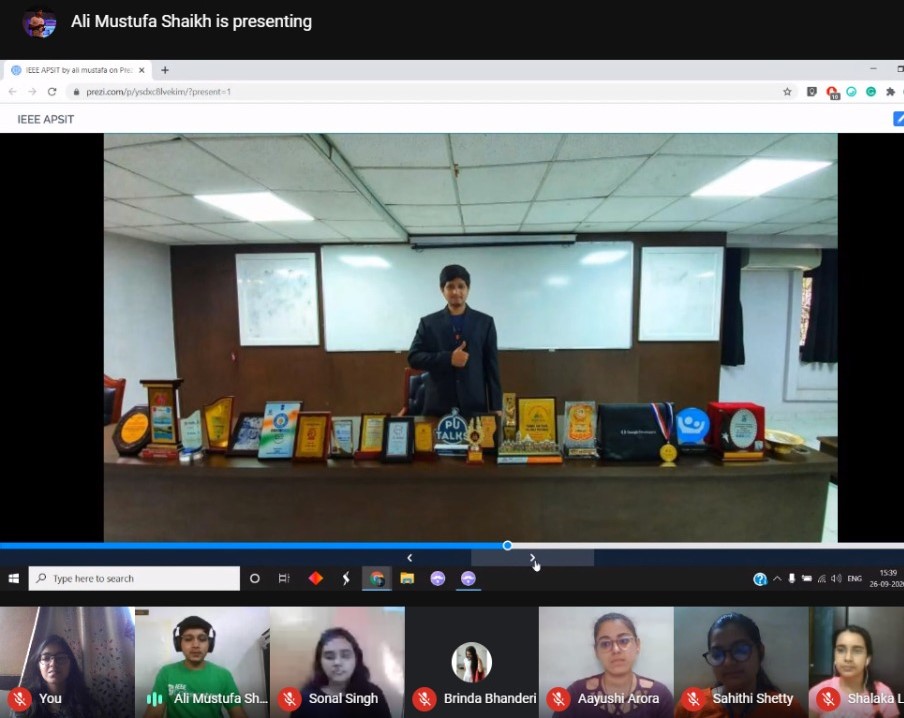 Ali Mustufa Shaikh is presenting
IEEE APSIT by ali mustafa on Pre
prezi.com/p/ysdxc8lvekim/?present=1
IEEE APSIT
PU
TALKS
Type here to search
ENG
15:39
26-09-202
You
Ali Mustufa Sh...
Sonal Singh
Brinda Bhanderi
Aayushi Arora
Sahithi Shetty
Shalaka L